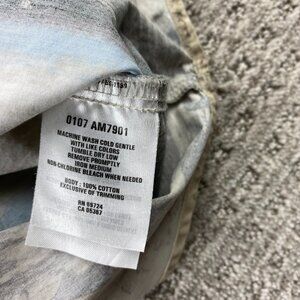 0107 AM7901
MACHINE WASH COLD GENTLE
WITH LIKE COLORS
TUMBLE DRY LOW
REMOVE PROMPTLY
IRON MEDIUM
NON-CHLORINE BLEACH WHEN NEEDED
BODY : 100% COTTON
EXCLUSIVE OF TRIMMING
RN 69724
CA 05367